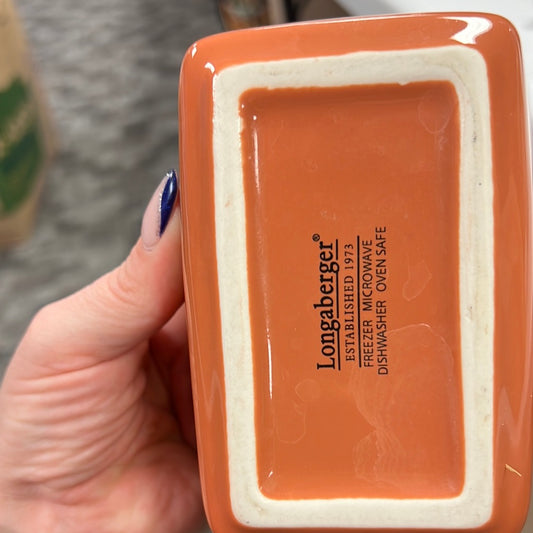 Longaberger®
ESTABLISHED 1973
FREEZER MICROWAVE
DISHWASHER OVEN SAFE